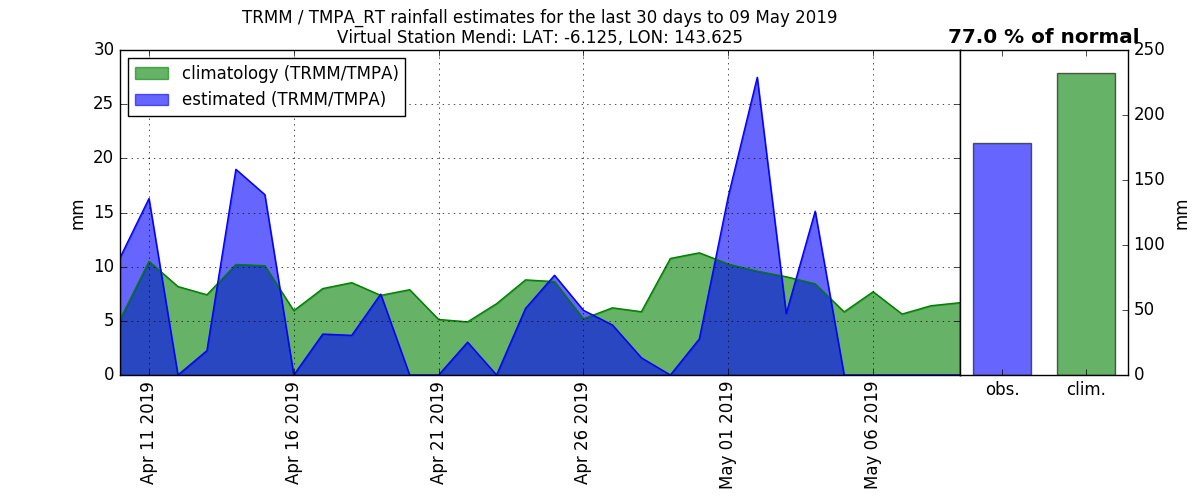 TRMM / TMPA_RT rainfall estimates for the last 30 days to 09 May 2019
Virtual Station Mendi: LAT: -6.125, LON: 143.625
77.0 % of normal
climatology (TRMM/TMPA)
estimated (TRMM/TMPA)
30
25
20
15
10
5
0
mm
Apr 11 2019
Apr 16 2019
Apr 21 2019
Apr 26 2019
May 01 2019
May 06 2019
250
200
150
100
50
0
mm
obs.
clim.